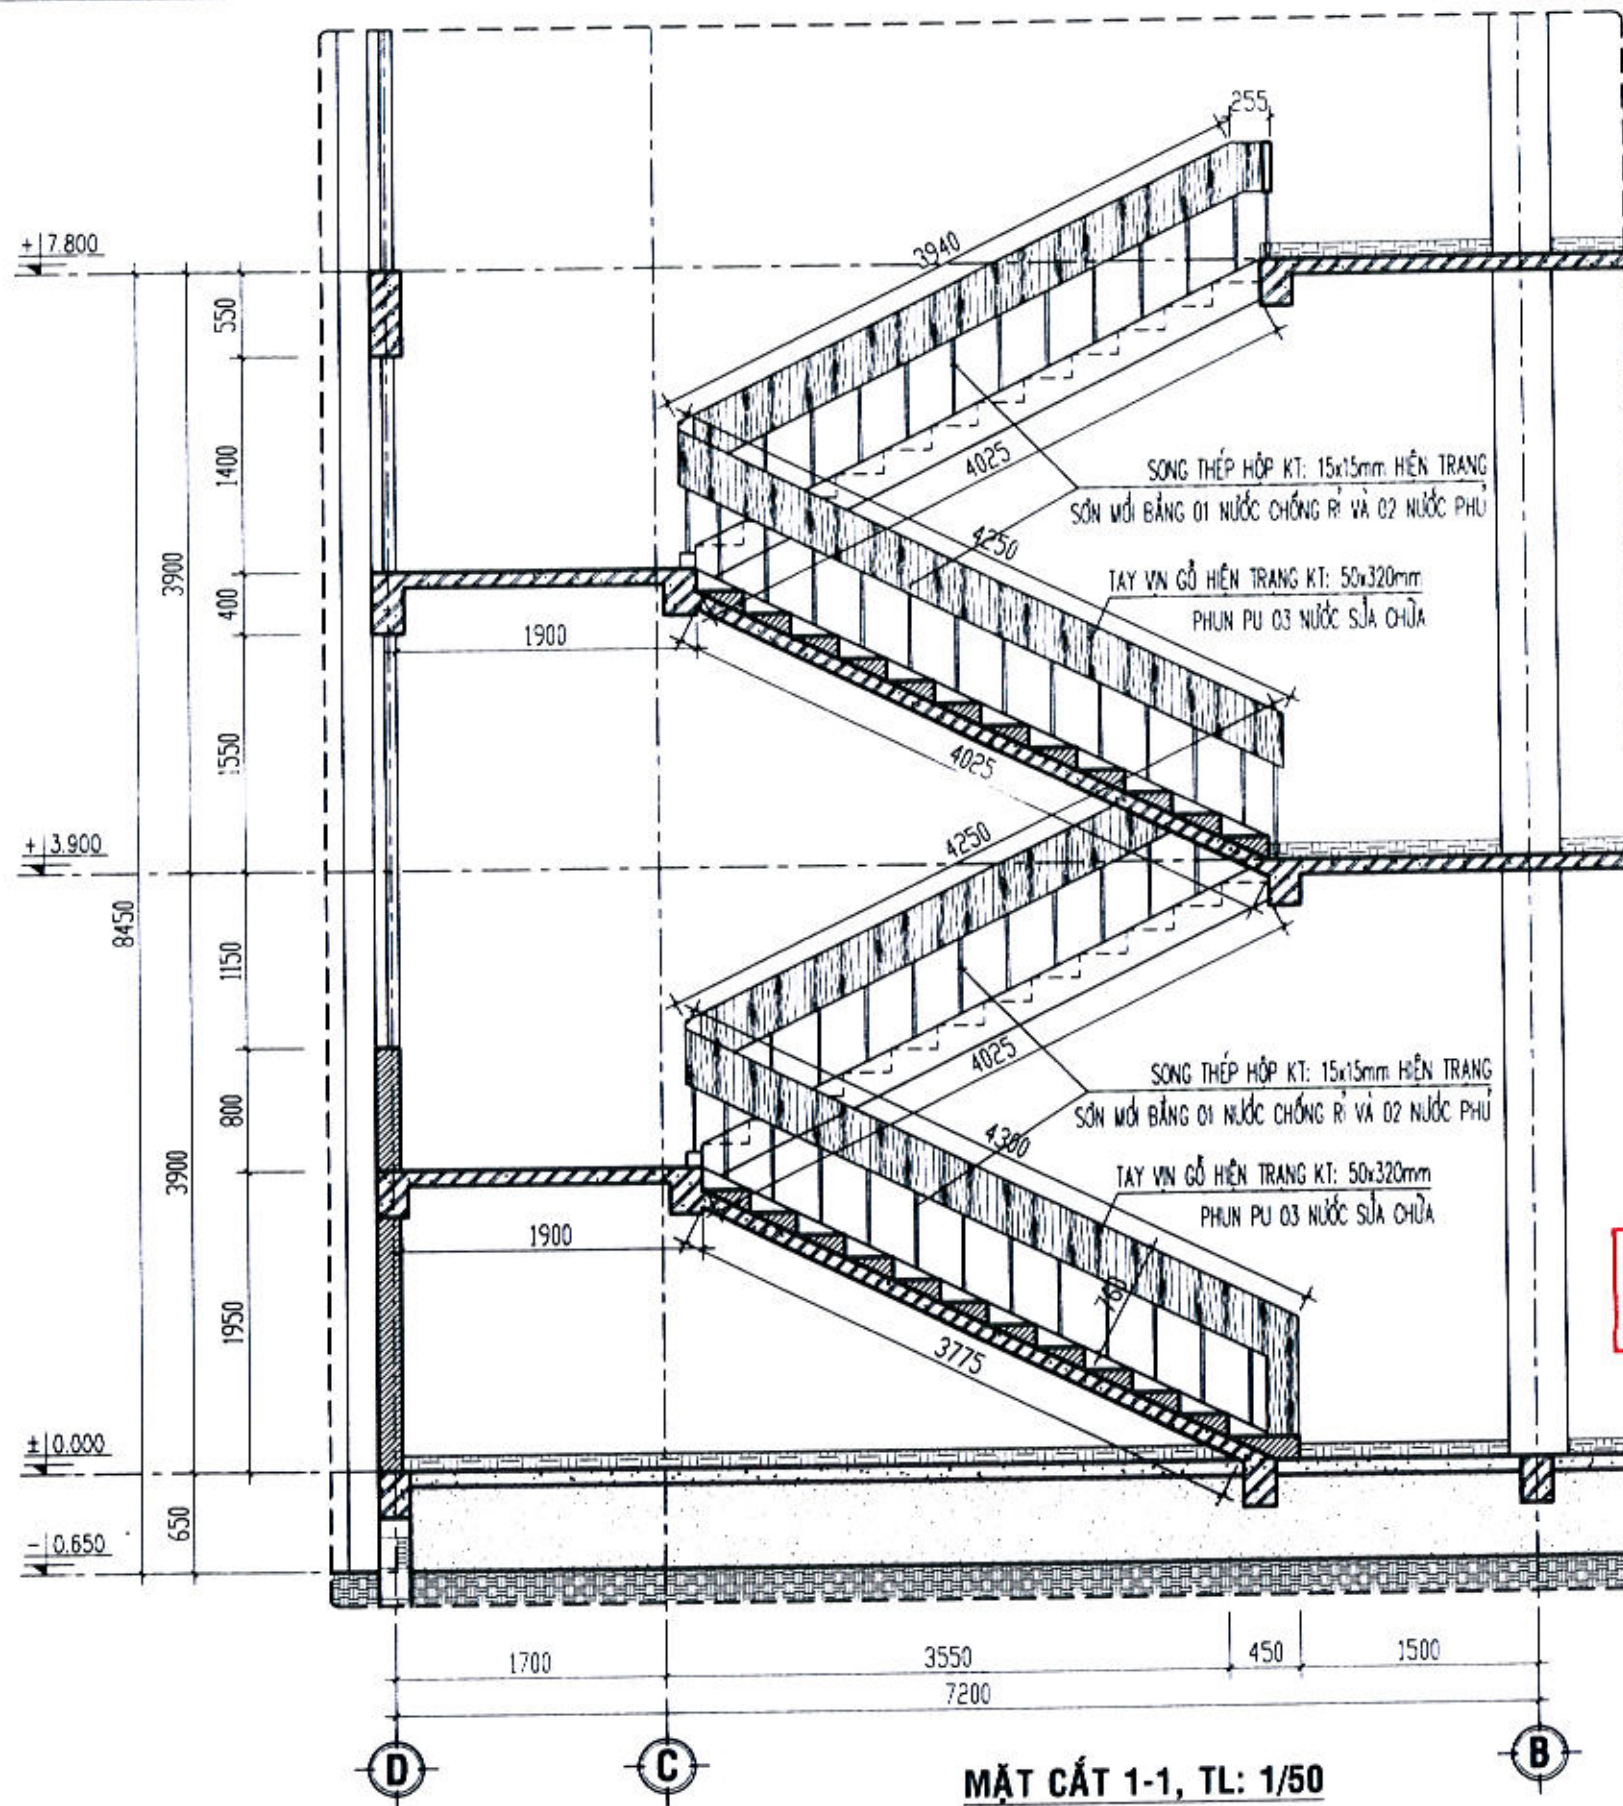 255
+7.800
3940
550
1400
4025
SONG THÉP HỘP KT: 15x15mm HIỆN TRẠNG
SƠN MỚI BẰNG 01 NƯỚC CHỐNG RỈ VÀ 02 NƯỚC PHỦ
4250
TAY VỊN GỖ HIỆN TRẠNG KT: 50x320mm
PHUN PU 03 NƯỚC SỬA CHỮA
3900
400
1900
1550
4025
4250
+3.900
8450
1150
4025
SONG THÉP HỘP KT: 15x15mm HIỆN TRẠNG
SƠN MỚI BẰNG 01 NƯỚC CHỐNG RỈ VÀ 02 NƯỚC PHỦ
800
TAY VỊN GỖ HIỆN TRẠNG KT: 50x320mm
PHUN PU 03 NƯỚC SỬA CHỮA
3900
1900
1950
760
3775
±0.000
650
-0.650
1700
3550
450
1500
7200
D
C
B
MẶT CẮT 1-1, TL: 1/50